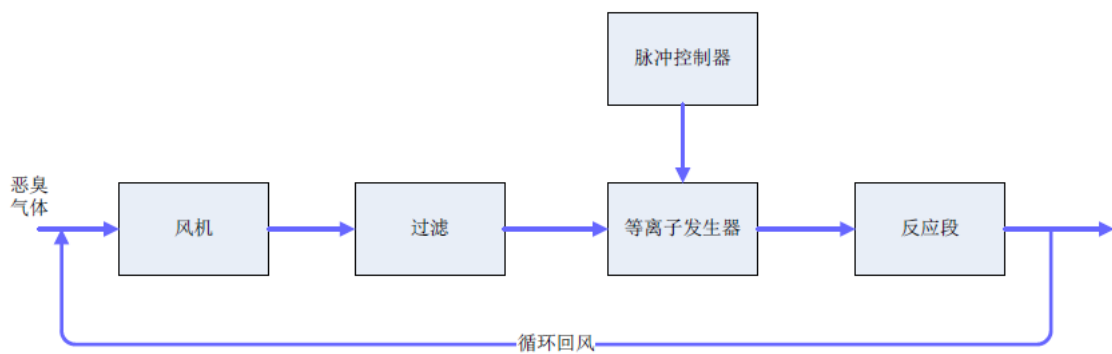 脉冲控制器
恶臭
气体
风机
过滤
等离子发生器
反应段
循环回风